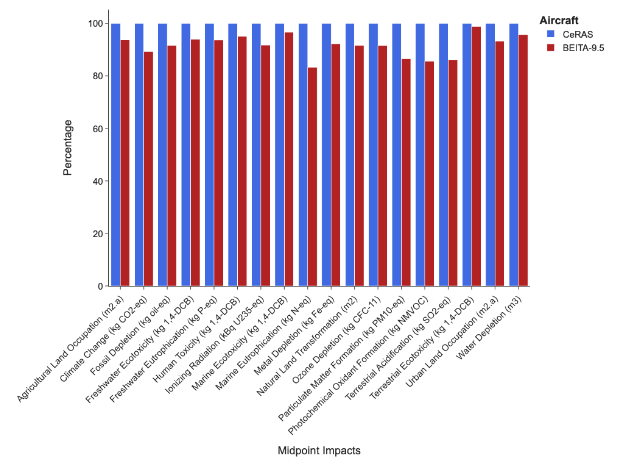 Aircraft
CeRAS
BEITA-9.5
100
80
60
40
20
0
Percentage
Agricultural Land Occupation (m2.a)
Climate Change (kg CO2-eq)
Fossil Depletion (kg oil-eq)
Freshwater Ecotoxicity (kg 1,4-DCB)
Freshwater Eutrophication (kg P-eq)
Human Toxicity (kg 1,4-DCB)
Ionizing Radiation (kBq U235-eq)
Marine Ecotoxicity (kg 1,4-DCB)
Marine Eutrophication (kg N-eq)
Metal Depletion (kg Fe-eq)
Natural Land Transformation (m2)
Ozone Depletion (kg CFC-11)
Particulate Matter Formation (kg PM10-eq)
Photochemical Oxidant Formation (kg NMVOC)
Terrestrial Acidification (kg SO2-eq)
Terrestrial Ecotoxicity (kg 1,4-DCB)
Urban Land Occupation (m2.a)
Water Depletion (m3)
Midpoint Impacts